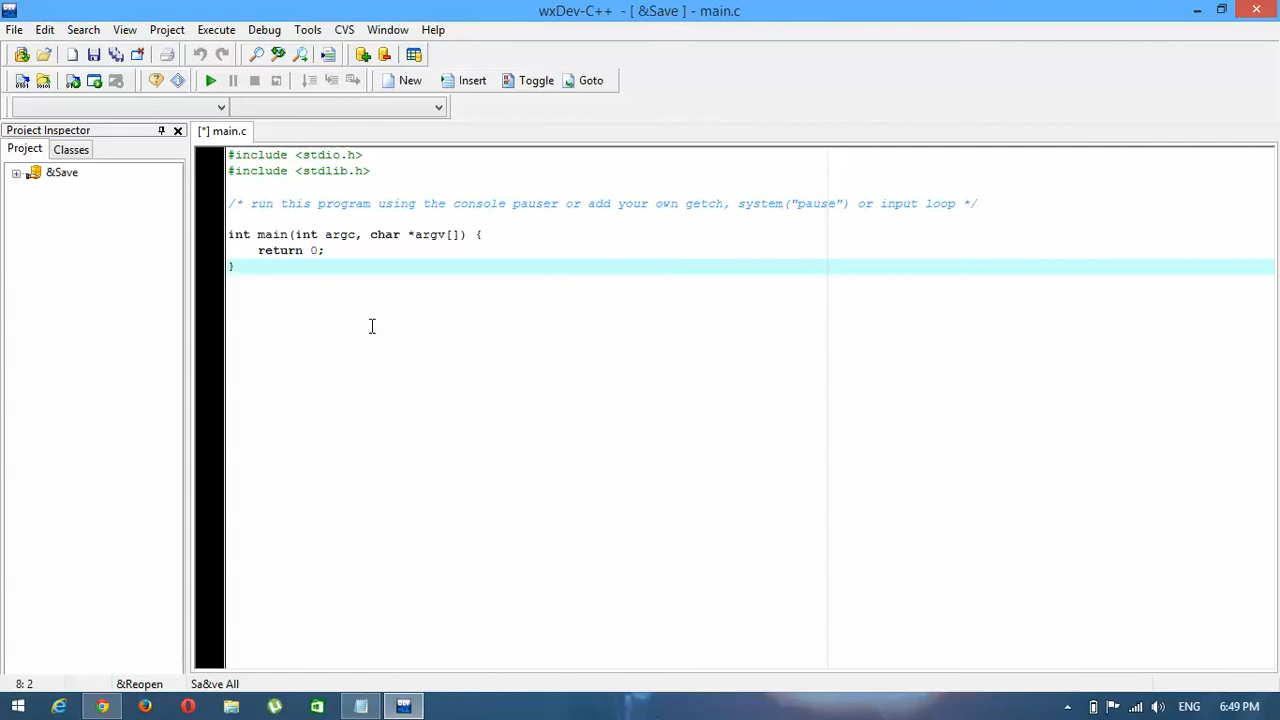 wxDev-C++ - [ &Save ] - main.c
File Edit Search View Project Execute Debug Tools CVS Window Help
New Insert Toggle Goto
Project Inspector
[*] main.c
Project Classes
&Save
#include <stdio.h>
#include <stdlib.h>
/* run this program using the console pauser or add your own getch, system("pause") or input loop */
int main(int argc, char *argv[]) {
return 0;
}
8: 2 &Reopen Sa&ve All
ENG 6:49 PM